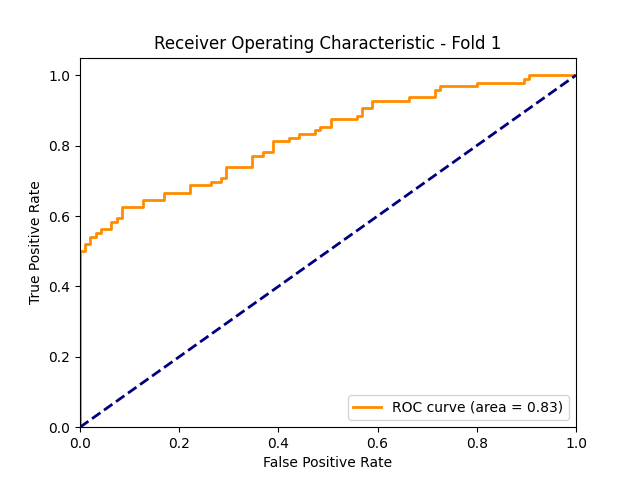 Receiver Operating Characteristic - Fold 1
True Positive Rate
1.0
0.8
0.6
0.4
0.2
0.0
0.0 0.2 0.4 0.6 0.8 1.0
False Positive Rate
ROC curve (area = 0.83)